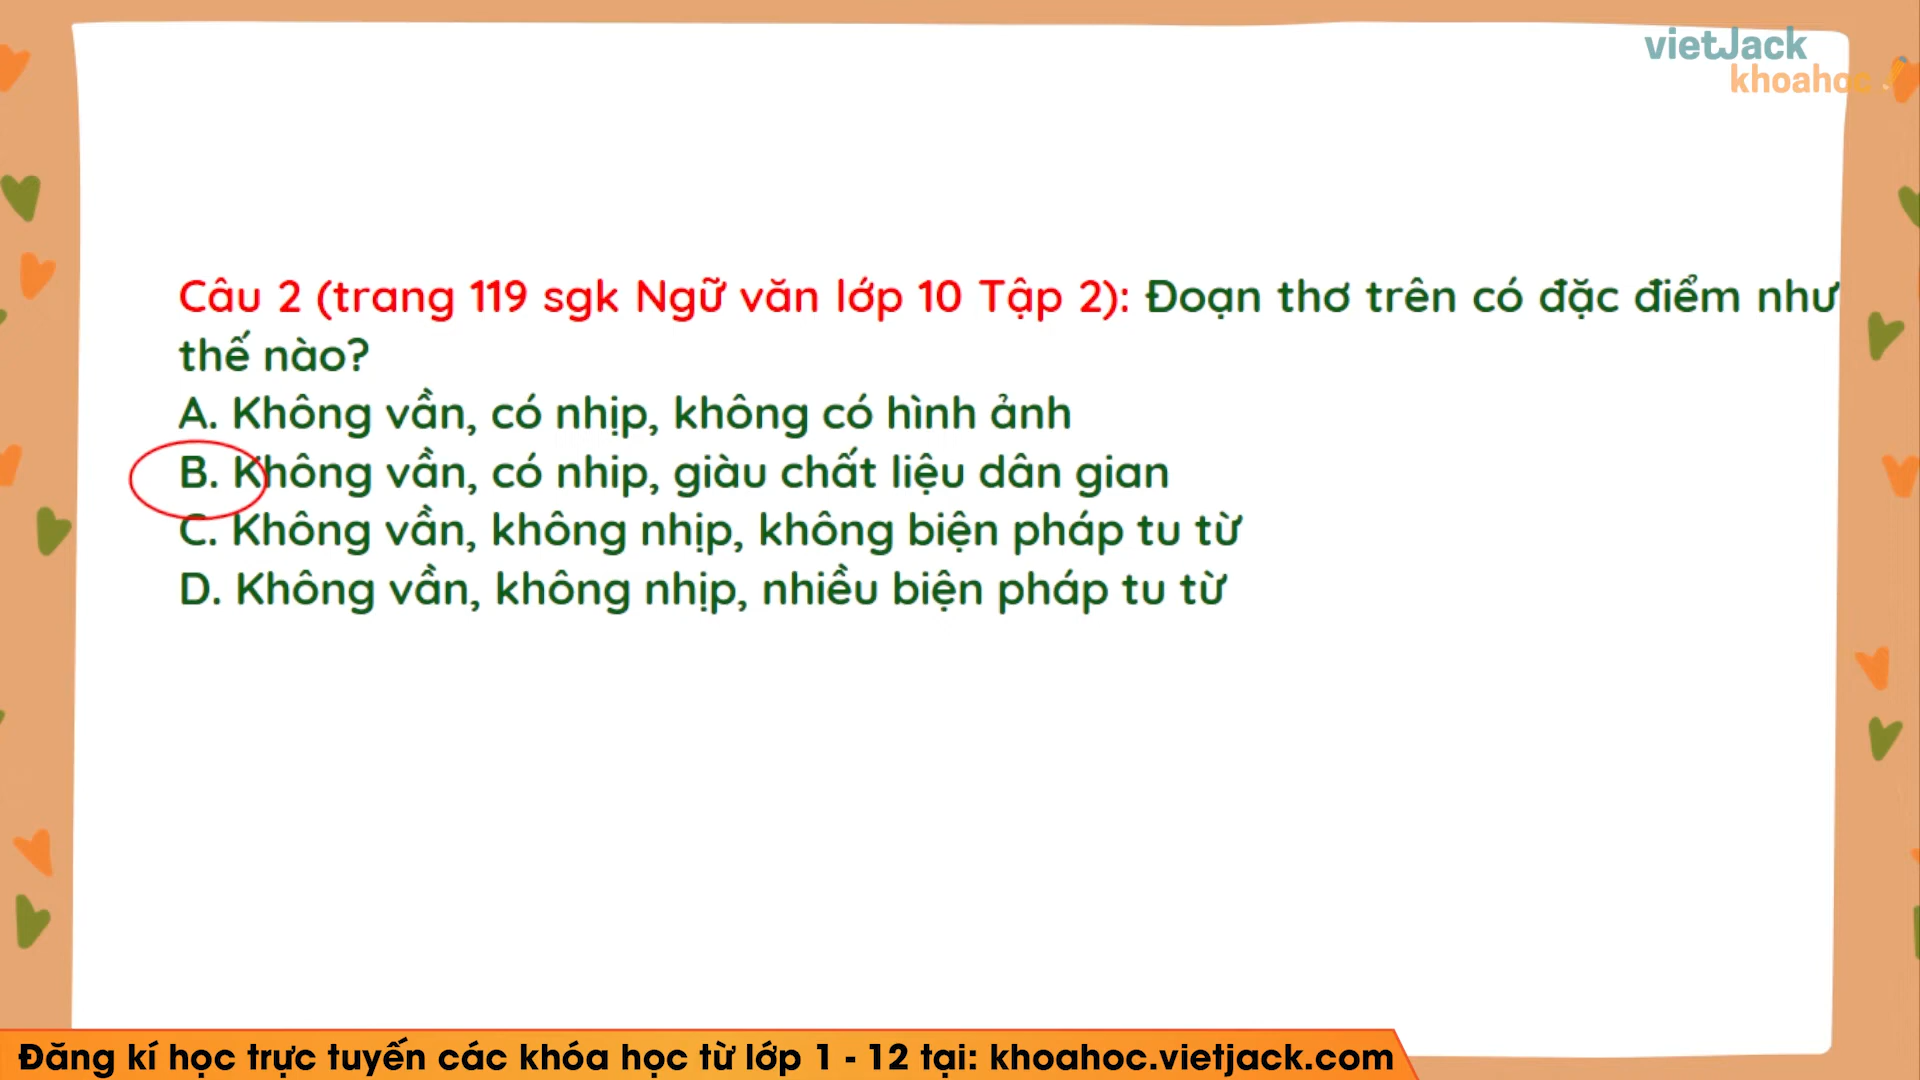 vietJack
khoahoc
Câu 2 (trang 119 sgk Ngữ văn lớp 10 Tập 2): Đoạn thơ trên có đặc điểm như
thế nào?
A. Không vần, có nhịp, không có hình ảnh
B. Không vần, có nhip, giàu chất liệu dân gian
C. Không vần, không nhịp, không biện pháp tu từ
D. Không vần, không nhịp, nhiều biện pháp tu từ
Đăng kí học trực tuyến các khóa học từ lớp 1 - 12 tại: khoahoc.vietjack.com